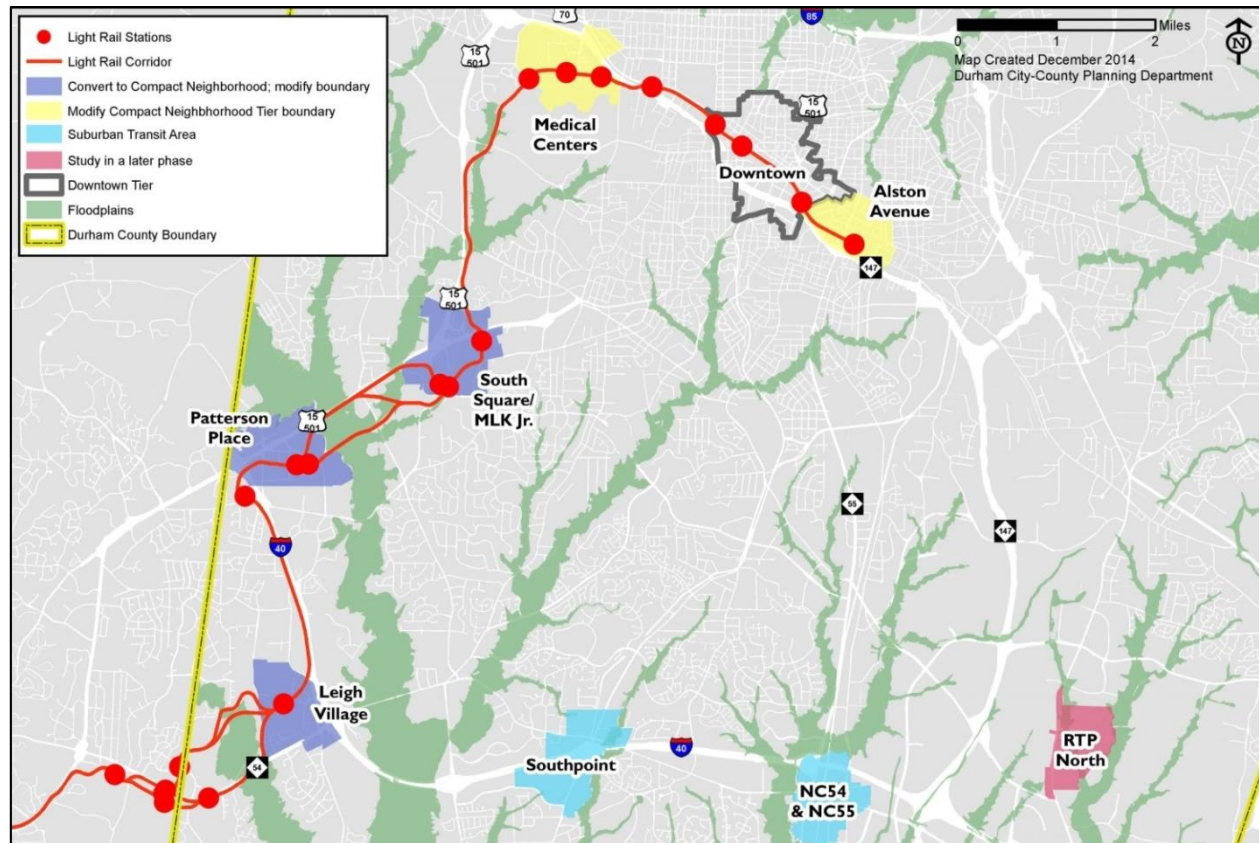 Light Rail Stations
Light Rail Corridor
Convert to Compact Neighborhood; modify boundary
Modify Compact Neighbhorhood Tier boundary
Suburban Transit Area
Study in a later phase
Downtown Tier
Floodplains
Durham County Boundary
70
85
15
501
Miles
0 1 2
N
Map Created December 2014
Durham City-County Planning Department
15
501
Medical
Centers
Downtown
Alston
Avenue
147
15
501
South
Square/
MLK Jr.
Patterson
Place
15
501
40
55
147
Leigh
Village
54
Southpoint
40
NC54
& NC55
RTP
North